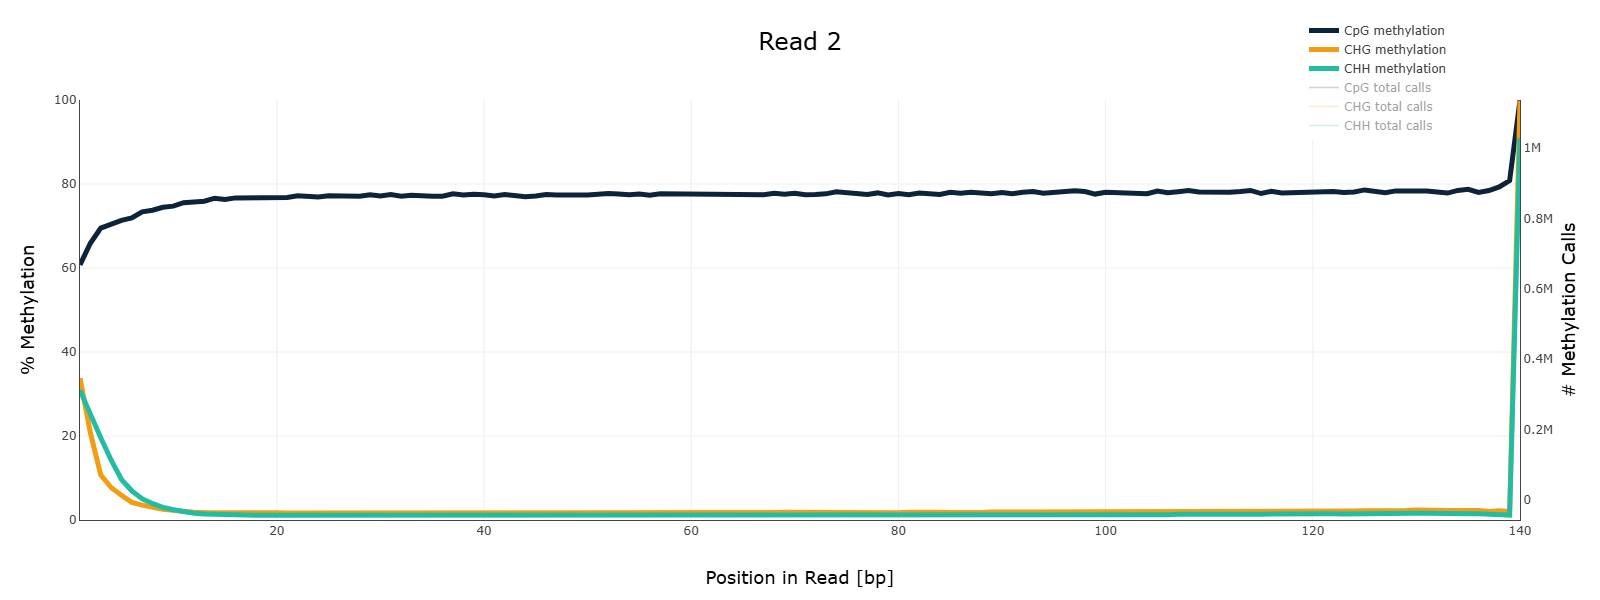 Read 2
CpG methylation
CHG methylation
CHH methylation
CpG total calls
CHG total calls
CHH total calls
% Methylation
100
80
60
40
20
0
20
40
60
80
100
120
140
1M
0.8M
0.6M
0.4M
0.2M
0
# Methylation Calls
Position in Read [bp]